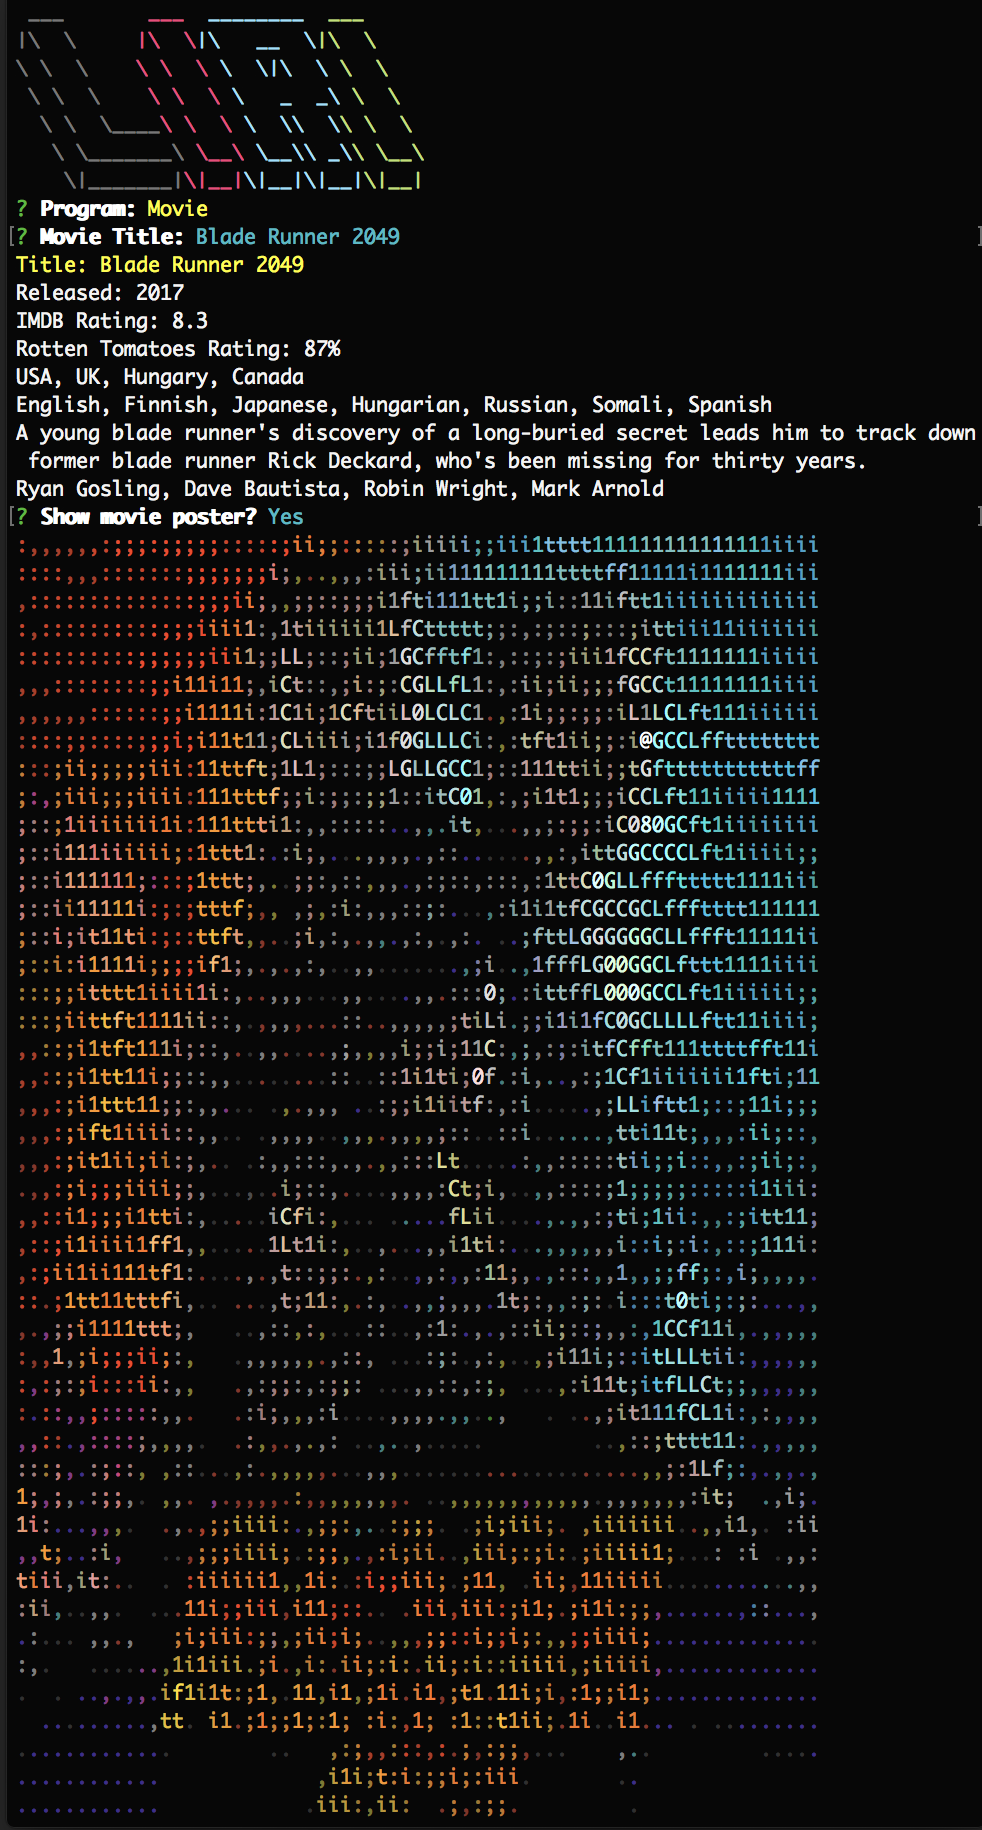 LIRI
? Program: Movie
[? Movie Title: Blade Runner 2049 ]
Title: Blade Runner 2049
Released: 2017
IMDB Rating: 8.3
Rotten Tomatoes Rating: 87%
USA, UK, Hungary, Canada
English, Finnish, Japanese, Hungarian, Russian, Somali, Spanish
A young blade runner's discovery of a long-buried secret leads him to track down
former blade runner Rick Deckard, who's been missing for thirty years.
Ryan Gosling, Dave Bautista, Robin Wright, Mark Arnold
[? Show movie poster? Yes ]